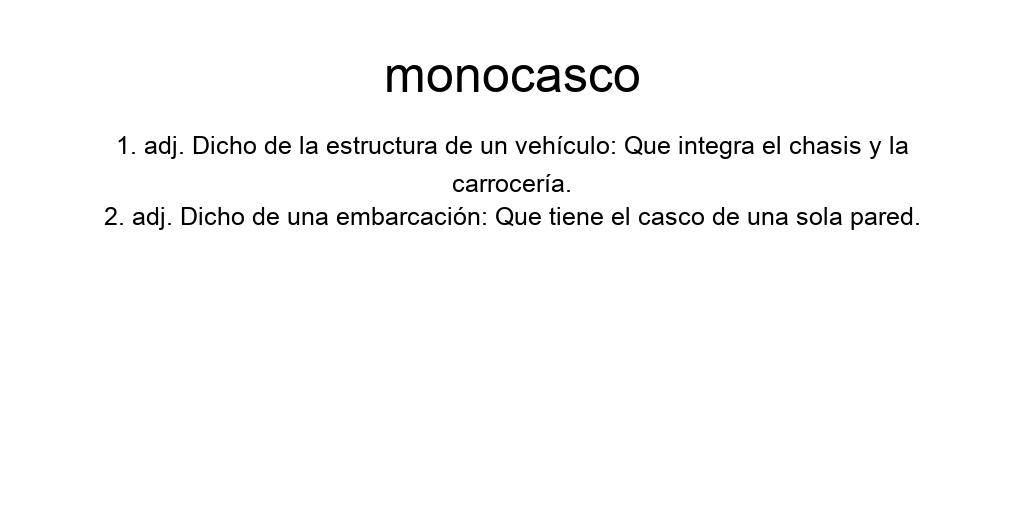 monocasco
1. adj. Dicho de la estructura de un vehículo: Que integra el chasis y la
carrocería.
2. adj. Dicho de una embarcación: Que tiene el casco de una sola pared.